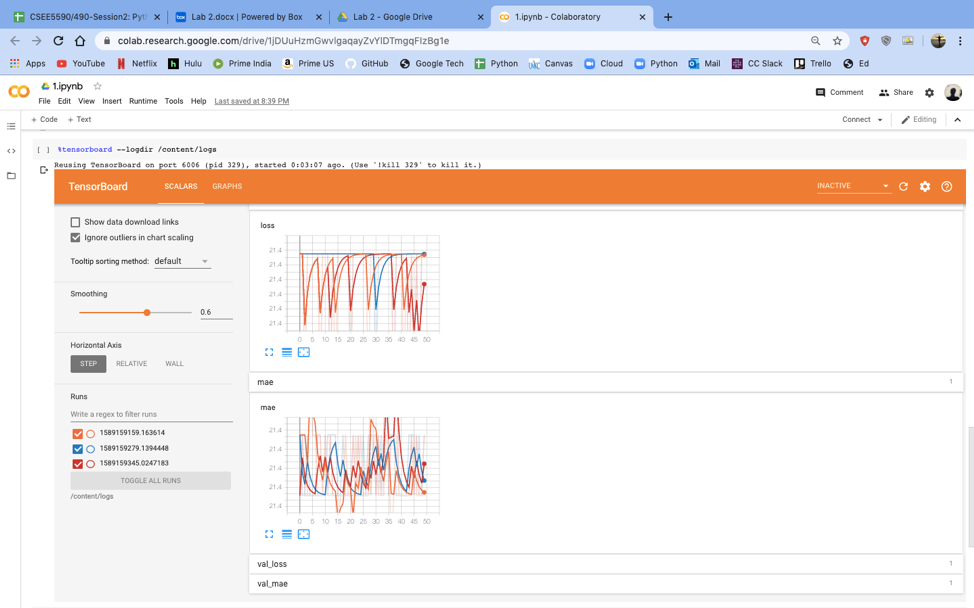 CSEE5590/490-Session2: Pyth
Lab 2.docx | Powered by Box
Lab 2 - Google Drive
1.ipynb - Colaboratory
colab.research.google.com/drive/1jDUuHzmGwvIgaqayZvYlDTmgqFIzBg1e
Apps YouTube Netflix Hulu Prime India Prime US GitHub Google Tech Python Canvas Cloud Python Mail CC Slack Trello Ed
1.ipynb
Comment Share
File Edit View Insert Runtime Tools Help Last saved at 8:39 PM
+ Code + Text Connect Editing
[ ] %tensorboard --logdir /content/logs
Reusing TensorBoard on port 6006 (pid 329), started 0:03:07 ago. (Use '!kill 329' to kill it.)
TensorBoard SCALARS GRAPHS INACTIVE
Show data download links
Ignore outliers in chart scaling
Tooltip sorting method: default
Smoothing
0.6
Horizontal Axis
STEP RELATIVE WALL
Runs
Write a regex to filter runs
1589159159.163614
1589159279.1394448
1589159345.0247183
TOGGLE ALL RUNS
/content/logs
loss
21.4
21.4
21.4
21.4
21.4
21.4
0 5 10 15 20 25 30 35 40 45 50
mae 1
mae
21.4
21.4
21.4
21.4
21.4
0 5 10 15 20 25 30 35 40 45 50
val_loss 1
val_mae 1